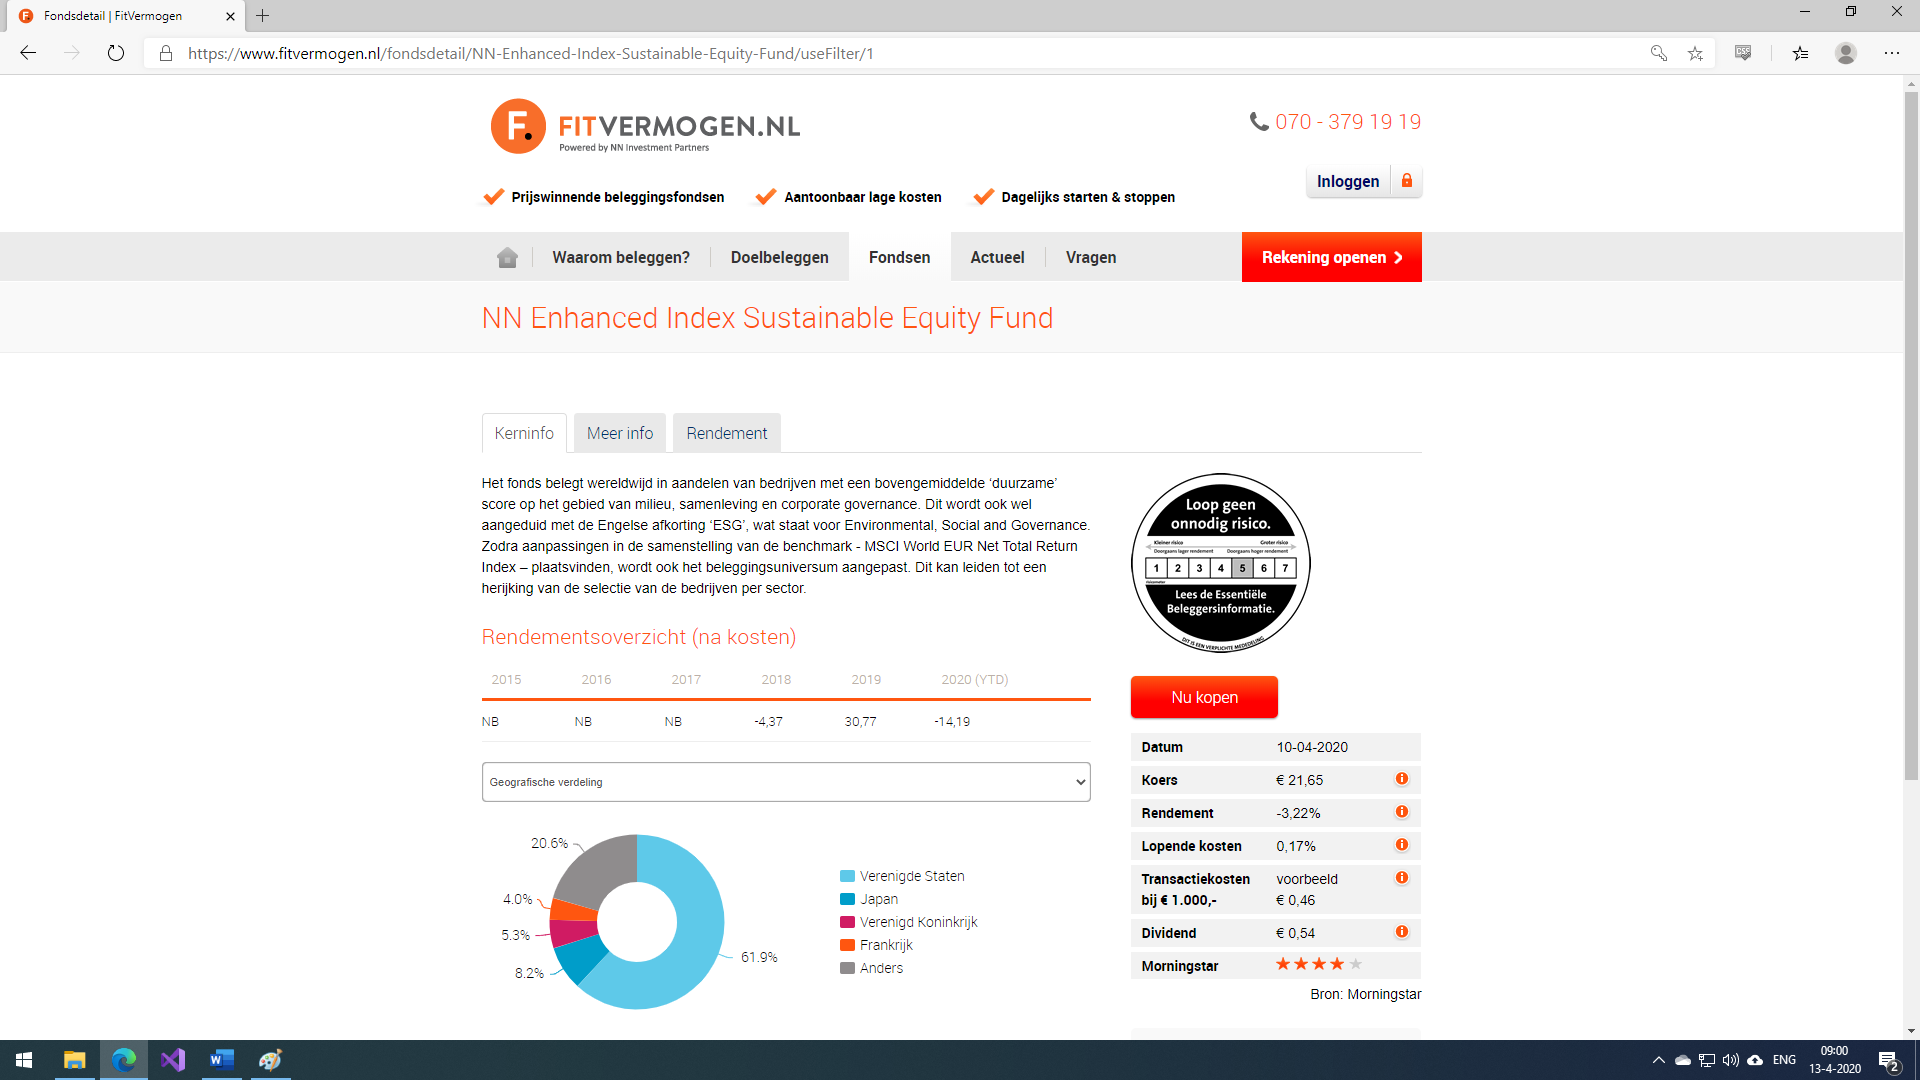 Fondsdetail | FitVermogen
https://www.fitvermogen.nl/fondsdetail/NN-Enhanced-Index-Sustainable-Equity-Fund/useFilter/1
CSS
F.
FITVERMOGEN.NL
Powered by NN Investment Partners
070 - 379 19 19
Inloggen
Prijswinnende beleggingsfondsen
Aantoonbaar lage kosten
Dagelijks starten & stoppen
Waarom beleggen?
Doelbeleggen
Fondsen
Actueel
Vragen
Rekening openen
NN Enhanced Index Sustainable Equity Fund
Kerninfo
Meer info
Rendement
Het fonds belegt wereldwijd in aandelen van bedrijven met een bovengemiddelde ‘duurzame’
score op het gebied van milieu, samenleving en corporate governance. Dit wordt ook wel
aangeduid met de Engelse afkorting ‘ESG’, wat staat voor Environmental, Social and Governance.
Zodra aanpassingen in de samenstelling van de benchmark - MSCI World EUR Net Total Return
Index – plaatsvinden, wordt ook het beleggingsuniversum aangepast. Dit kan leiden tot een
herijking van de selectie van de bedrijven per sector.
Rendementsoverzicht (na kosten)
2015 2016 2017 2018 2019 2020 (YTD)
NB NB NB -4,37 30,77 -14,19
Geografische verdeling
20.6%
4.0%
5.3%
8.2%
61.9%
Verenigde Staten
Japan
Verenigd Koninkrijk
Frankrijk
Anders
Loop geen
onnodig risico.
Kleiner risico Groter risico
Doorgaans lager rendement Doorgaans hoger rendement
1 2 3 4 5 6 7
risicometer
Lees de Essentiële
Beleggersinformatie.
DIT IS EEN VERPLICHTE MEDEDELING
Nu kopen
Datum 10-04-2020
Koers € 21,65
Rendement -3,22%
Lopende kosten 0,17%
Transactiekosten voorbeeld
bij € 1.000,- € 0,46
Dividend € 0,54
Morningstar
Bron: Morningstar
ENG
09:00
13-4-2020
2